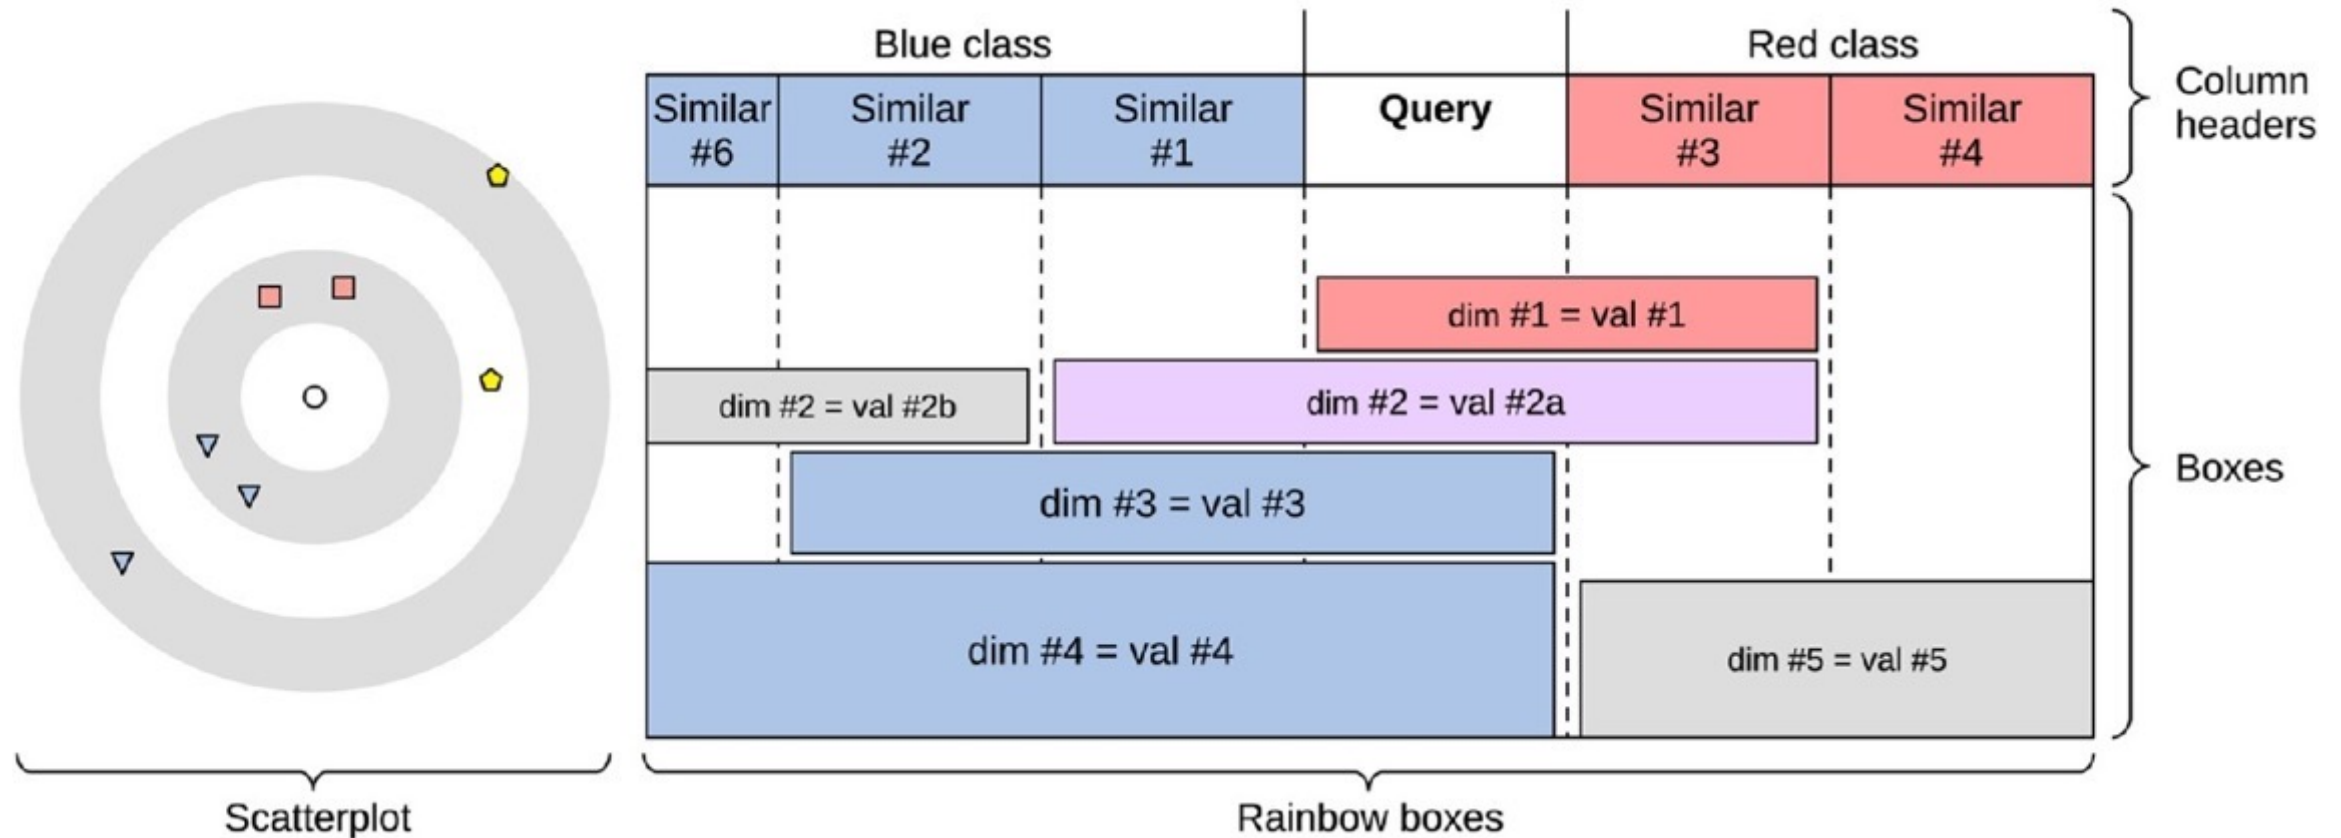 Blue class
Red class
Similar
#6
Similar
#2
Similar
#1
Query
Similar
#3
Similar
#4
Column
headers
dim #1 = val #1
dim #2 = val #2b
dim #2 = val #2a
dim #3 = val #3
Boxes
dim #4 = val #4
dim #5 = val #5
Scatterplot
Rainbow boxes